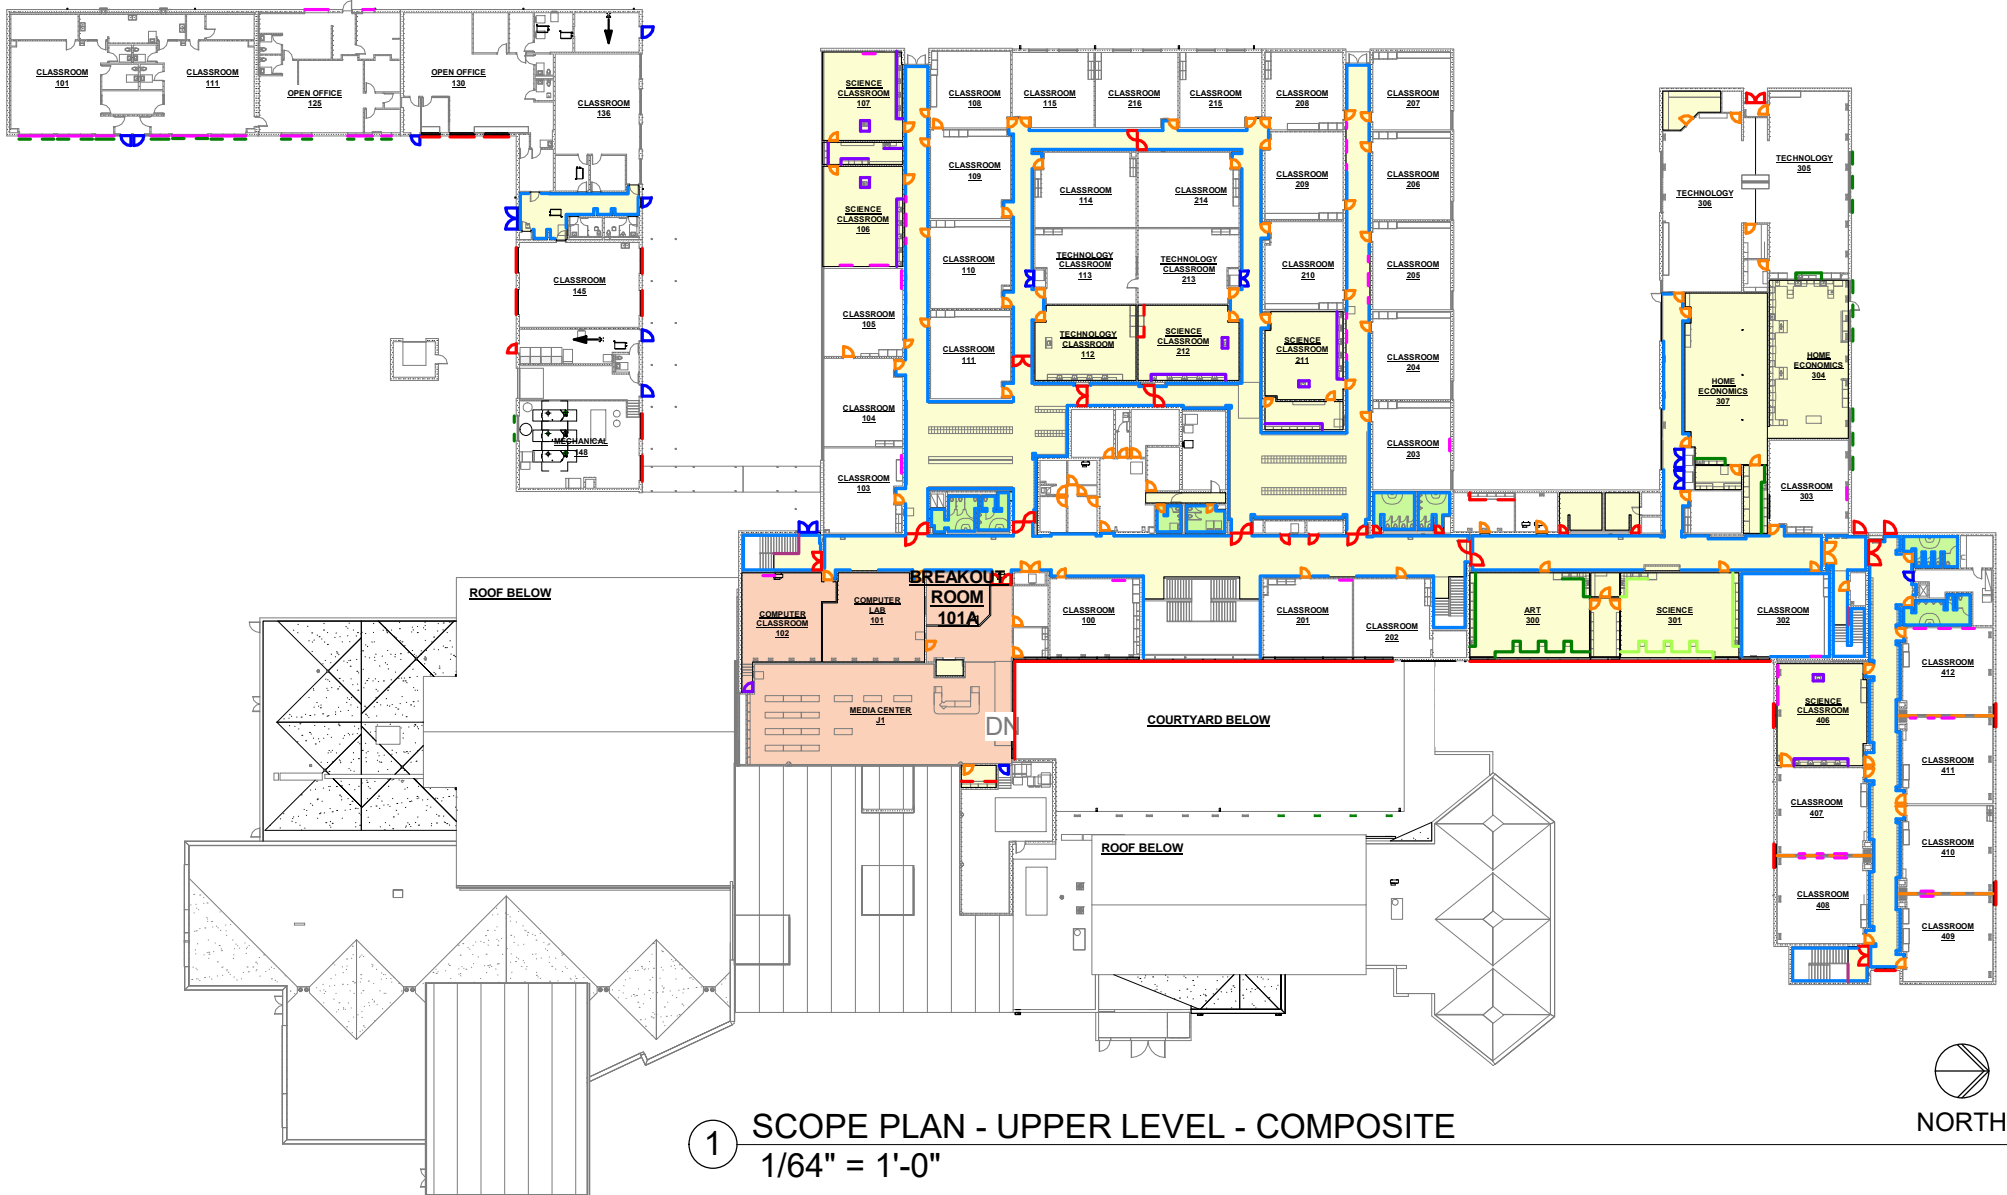 CLASSROOM
101
CLASSROOM
111
OPEN OFFICE
125
OPEN OFFICE
130
CLASSROOM
136
CLASSROOM
145
MECHANICAL
148
SCIENCE
CLASSROOM
107
SCIENCE
CLASSROOM
106
CLASSROOM
105
CLASSROOM
104
CLASSROOM
103
CLASSROOM
108
CLASSROOM
115
CLASSROOM
216
CLASSROOM
215
CLASSROOM
208
CLASSROOM
207
CLASSROOM
109
CLASSROOM
114
CLASSROOM
214
CLASSROOM
209
CLASSROOM
206
CLASSROOM
110
TECHNOLOGY
CLASSROOM
113
TECHNOLOGY
CLASSROOM
213
CLASSROOM
210
CLASSROOM
205
CLASSROOM
111
TECHNOLOGY
CLASSROOM
112
SCIENCE
CLASSROOM
212
SCIENCE
CLASSROOM
211
CLASSROOM
204
CLASSROOM
203
TECHNOLOGY
305
TECHNOLOGY
306
HOME
ECONOMICS
304
HOME
ECONOMICS
307
CLASSROOM
303
ROOF BELOW
COMPUTER
CLASSROOM
102
COMPUTER
LAB
101
BREAKOUT
ROOM
101A
CLASSROOM
100
CLASSROOM
201
CLASSROOM
202
ART
300
SCIENCE
301
CLASSROOM
302
MEDIA CENTER
J1
DN
COURTYARD BELOW
ROOF BELOW
CLASSROOM
412
SCIENCE
CLASSROOM
406
CLASSROOM
411
CLASSROOM
407
CLASSROOM
410
CLASSROOM
408
CLASSROOM
409
NORTH
1
SCOPE PLAN - UPPER LEVEL - COMPOSITE
1/64" = 1'-0"